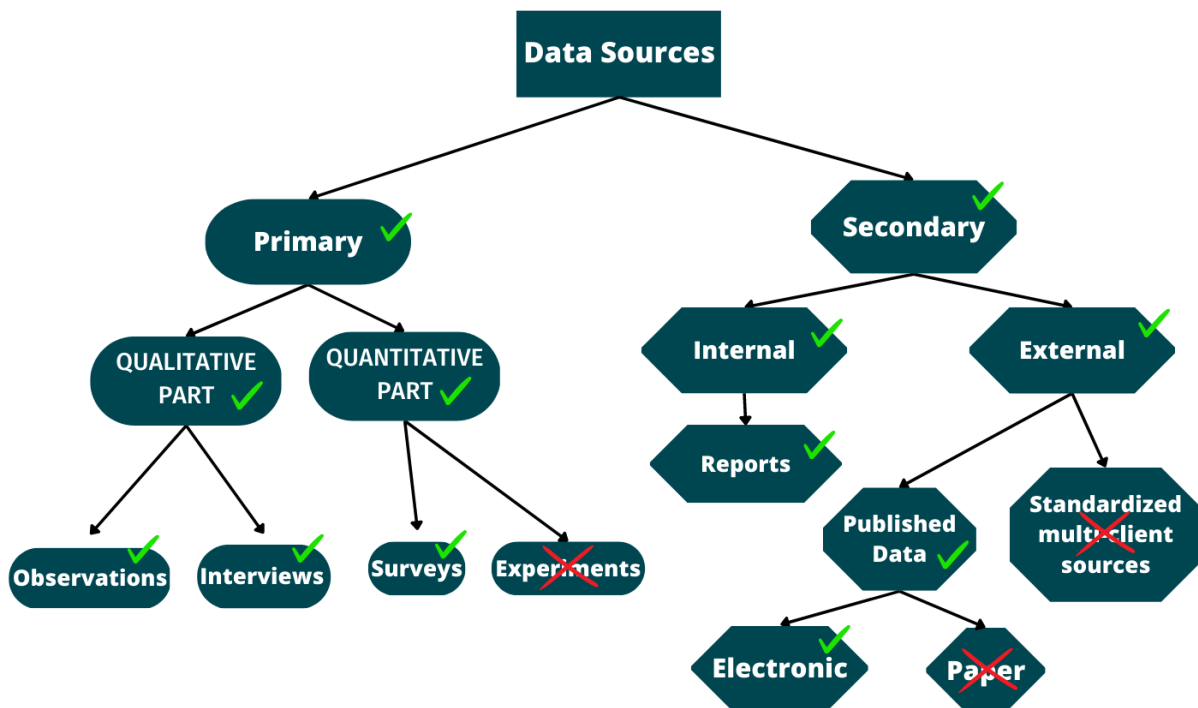 Data Sources
Primary
Secondary
QUALITATIVE
PART
QUANTITATIVE
PART
Internal
External
Reports
Published
Data
Standardized
multi-client
sources
Observations
Interviews
Surveys
Experiments
Electronic
Paper